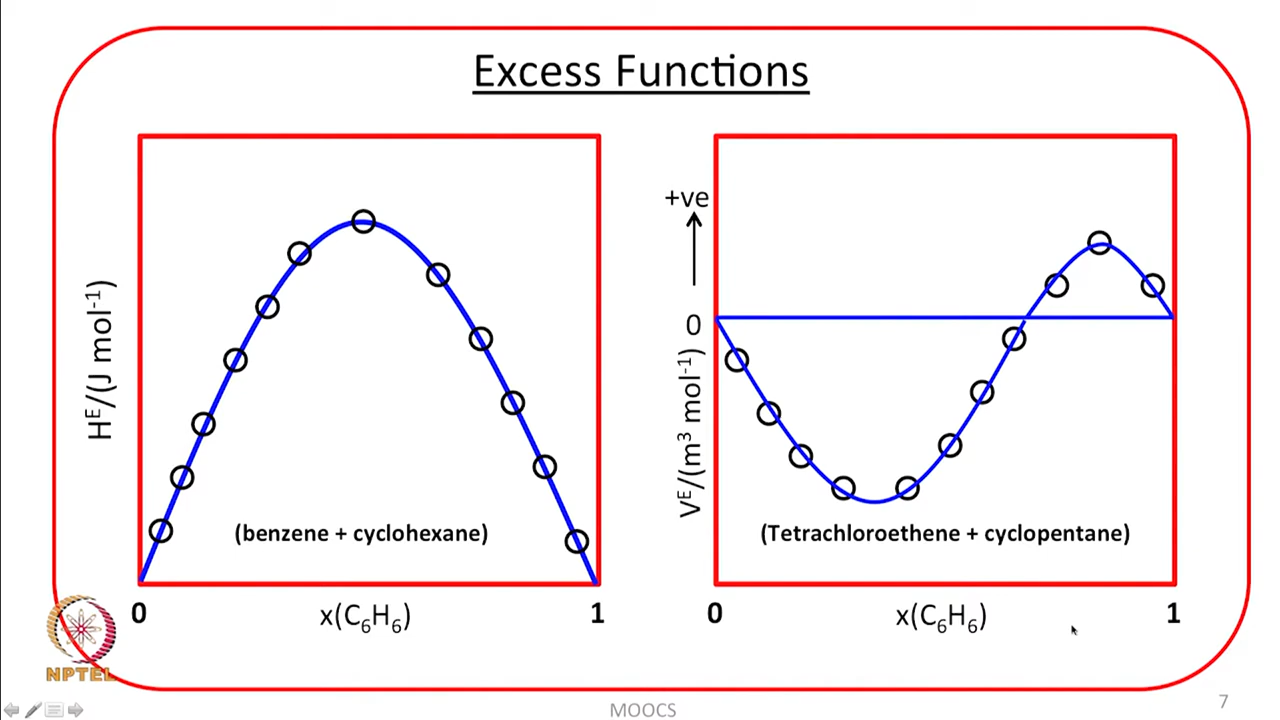 Excess Functions
H^E/(J mol^-1)
(benzene + cyclohexane)
0
x(C₆H₆)
1
+ve
0
V^E/(m³ mol^-1)
(Tetrachloroethene + cyclopentane)
0
x(C₆H₆)
1
NPTEL
MOOCS
7